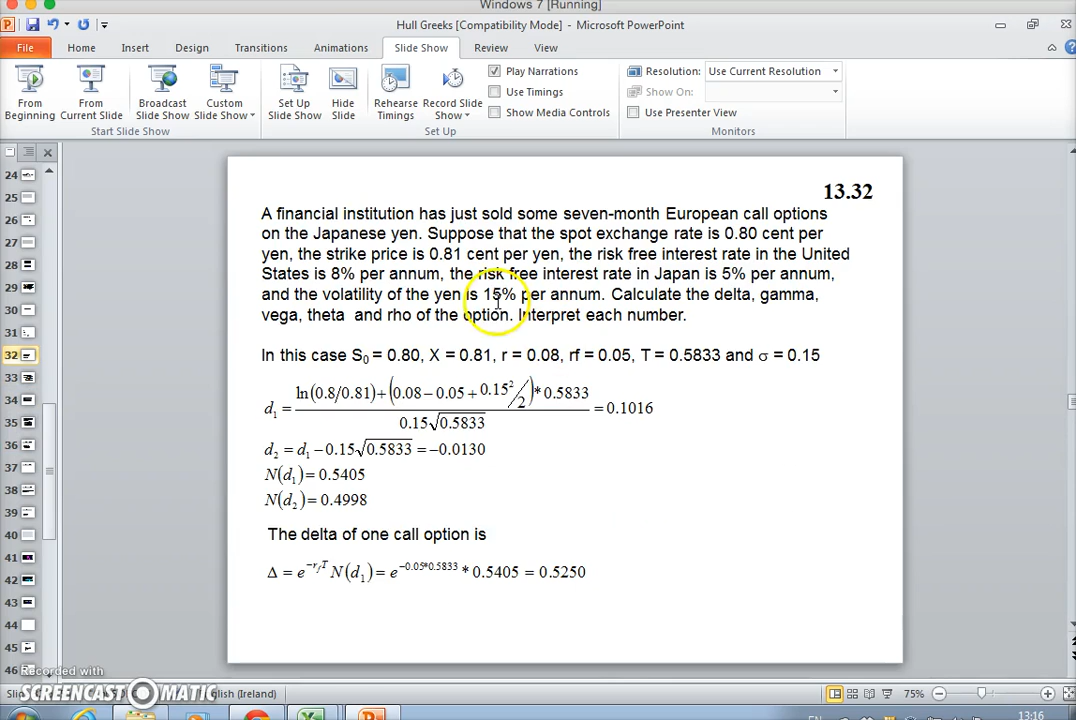 Windows 7 [Running]
Hull Greeks [Compatibility Mode] - Microsoft PowerPoint
File Home Insert Design Transitions Animations Slide Show Review View
From Beginning
From Current Slide
Broadcast Slide Show
Custom Slide Show
Start Slide Show
Set Up Slide Show
Hide Slide
Rehearse Timings
Record Slide Show
Play Narrations
Use Timings
Show Media Controls
Set Up
Resolution: Use Current Resolution
Show On:
Use Presenter View
Monitors
24
25
26
27
28
29
30
31
32
33
34
35
36
37
38
39
40
41
42
43
44
45
46
13.32
A financial institution has just sold some seven-month European call options
on the Japanese yen. Suppose that the spot exchange rate is 0.80 cent per
yen, the strike price is 0.81 cent per yen, the risk free interest rate in the United
States is 8% per annum, the risk free interest rate in Japan is 5% per annum,
and the volatility of the yen is 15% per annum. Calculate the delta, gamma,
vega, theta and rho of the option. Interpret each number.
In this case S₀ = 0.80, X = 0.81, r = 0.08, rf = 0.05, T = 0.5833 and σ = 0.15
d₁ = (ln(0.8/0.81)+(0.08−0.05+0.15²/2)*0.5833) / (0.15√0.5833) = 0.1016
d₂ = d₁ − 0.15√0.5833 = −0.0130
N(d₁) = 0.5405
N(d₂) = 0.4998
The delta of one call option is
Δ = e^(−r_f T) N(d₁) = e^(−0.05*0.5833) * 0.5405 = 0.5250
Recorded with
SCREENCAST MATIC
English (Ireland)
75%
EN
13:16